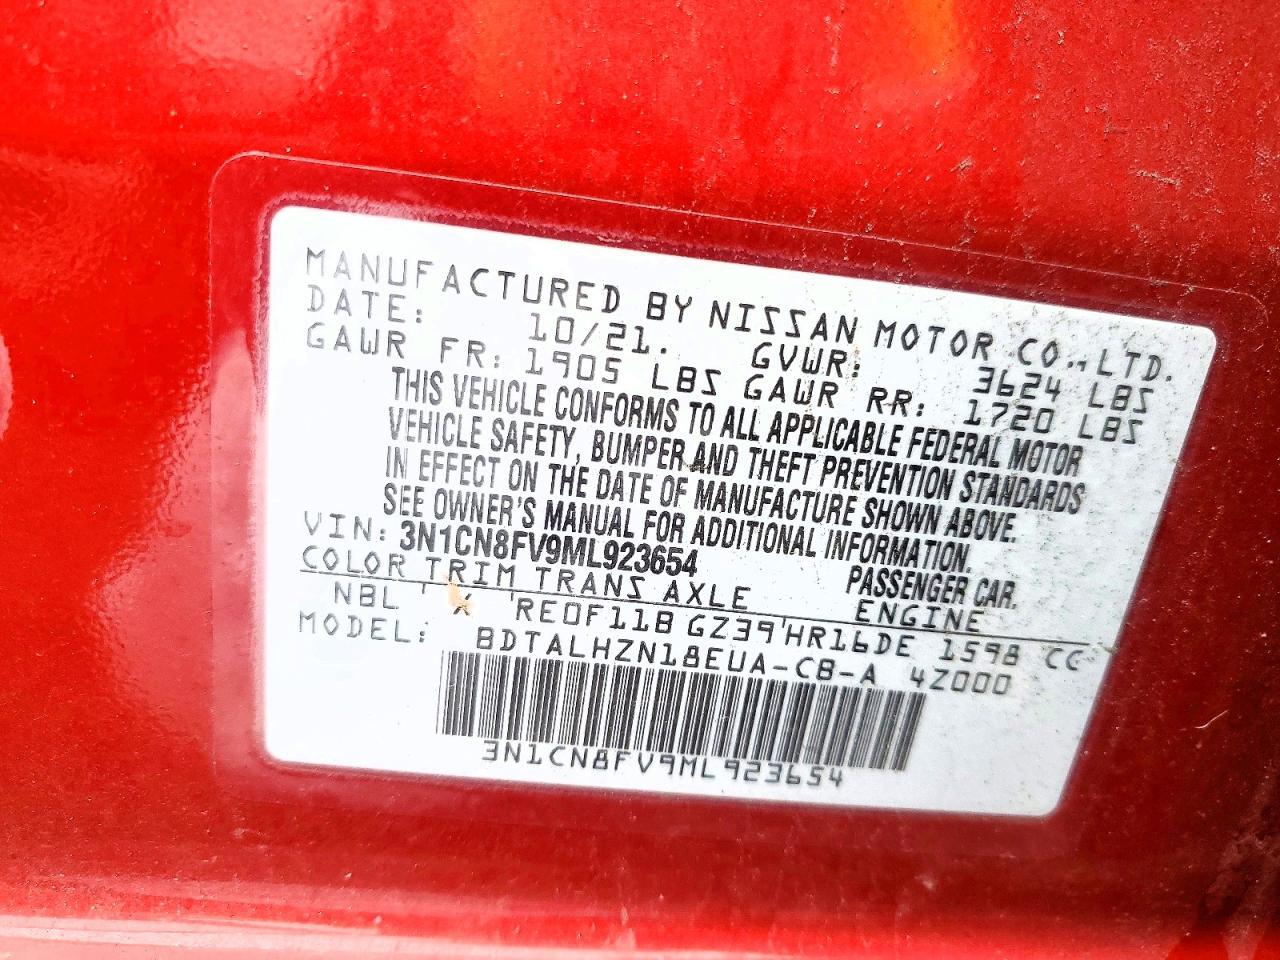 MANUFACTURED BY NISSAN MOTOR CO.,LTD.
DATE: 10/21. GVWR: 3624 LBS
GAWR FR: 1905 LBS GAWR RR: 1720 LBS
THIS VEHICLE CONFORMS TO ALL APPLICABLE FEDERAL MOTOR
VEHICLE SAFETY, BUMPER AND THEFT PREVENTION STANDARDS
IN EFFECT ON THE DATE OF MANUFACTURE SHOWN ABOVE.
SEE OWNER'S MANUAL FOR ADDITIONAL INFORMATION.
VIN: 3N1CN8FV9ML923654 PASSENGER CAR.
COLOR TRIM TRANS AXLE ENGINE
NBL X RE0F11B GZ39 HR16DE 1598 CC
MODEL: BDTALHZN18EUA-CB-A 4Z000
3N1CN8FV9ML923654